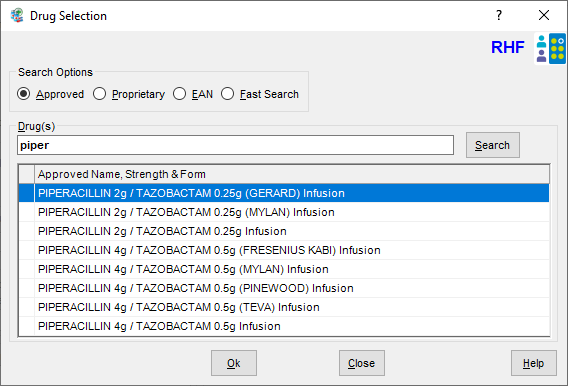 Drug Selection
RHF
Search Options
Approved Proprietary EAN Fast Search
Drug(s)
piper Search
Approved Name, Strength & Form
PIPERACILLIN 2g / TAZOBACTAM 0.25g (GERARD) Infusion
PIPERACILLIN 2g / TAZOBACTAM 0.25g (MYLAN) Infusion
PIPERACILLIN 2g / TAZOBACTAM 0.25g Infusion
PIPERACILLIN 4g / TAZOBACTAM 0.5g (FRESENIUS KABI) Infusion
PIPERACILLIN 4g / TAZOBACTAM 0.5g (MYLAN) Infusion
PIPERACILLIN 4g / TAZOBACTAM 0.5g (PINEWOOD) Infusion
PIPERACILLIN 4g / TAZOBACTAM 0.5g (TEVA) Infusion
PIPERACILLIN 4g / TAZOBACTAM 0.5g Infusion
Ok Close Help